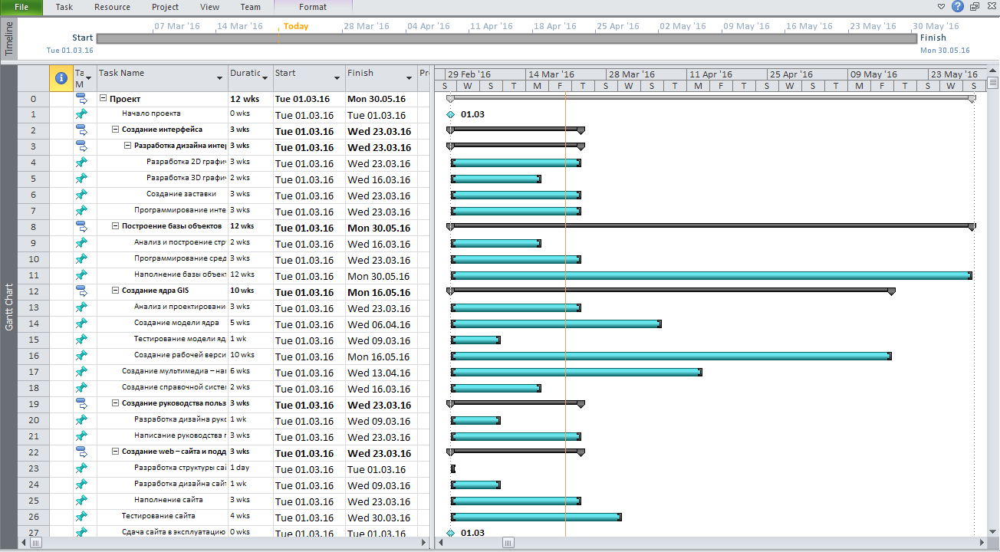 File Task Resource Project View Team Format
07 Mar '16 14 Mar '16 Today 28 Mar '16 04 Apr '16 11 Apr '16 18 Apr '16 25 Apr '16 02 May '16 09 May '16 16 May '16 23 May '16 30 May '16
Timeline
Start
Tue 01.03.16
Finish
Mon 30.05.16
Gantt Chart
Ta M Task Name Duratic Start Finish Pr
29 Feb '16 14 Mar '16 28 Mar '16 11 Apr '16 25 Apr '16 09 May '16 23 May '16
S W S T M F T S W S T M F T S W S T M F T S W S
0 Проект 12 wks Tue 01.03.16 Mon 30.05.16
1 Начало проекта 0 wks Tue 01.03.16 Tue 01.03.16 01.03
2 Создание интерфейса 3 wks Tue 01.03.16 Wed 23.03.16
3 Разработка дизайна интер 3 wks Tue 01.03.16 Wed 23.03.16
4 Разработка 2D графич 3 wks Tue 01.03.16 Wed 23.03.16
5 Разработка 3D графич 2 wks Tue 01.03.16 Wed 16.03.16
6 Создание заставки 3 wks Tue 01.03.16 Wed 23.03.16
7 Программирование инте 3 wks Tue 01.03.16 Wed 23.03.16
8 Построение базы объектов 12 wks Tue 01.03.16 Mon 30.05.16
9 Анализ и построение стру 2 wks Tue 01.03.16 Wed 16.03.16
10 Программирование сред 3 wks Tue 01.03.16 Wed 23.03.16
11 Наполнение базы объект 12 wks Tue 01.03.16 Mon 30.05.16
12 Создание ядра GIS 10 wks Tue 01.03.16 Mon 16.05.16
13 Анализ и проектировани 3 wks Tue 01.03.16 Wed 23.03.16
14 Создание модели ядра 5 wks Tue 01.03.16 Wed 06.04.16
15 Тестирование модели яд 1 wk Tue 01.03.16 Wed 09.03.16
16 Создание рабочей верси 10 wks Tue 01.03.16 Mon 16.05.16
17 Создание мультимедиа – нап 6 wks Tue 01.03.16 Wed 13.04.16
18 Создание справочной систем 2 wks Tue 01.03.16 Wed 16.03.16
19 Создание руководства польз 3 wks Tue 01.03.16 Wed 23.03.16
20 Разработка дизайна руко 1 wk Tue 01.03.16 Wed 09.03.16
21 Написание руководства п 3 wks Tue 01.03.16 Wed 23.03.16
22 Создание web – сайта и подд 3 wks Tue 01.03.16 Wed 23.03.16
23 Разработка структуры сай 1 day Tue 01.03.16 Tue 01.03.16
24 Разработка дизайна сайт 1 wk Tue 01.03.16 Wed 09.03.16
25 Наполнение сайта 3 wks Tue 01.03.16 Wed 23.03.16
26 Тестирование сайта 4 wks Tue 01.03.16 Wed 30.03.16
27 Сдача сайта в эксплуатацию 0 wks Tue 01.03.16 Tue 01.03.16 01.03